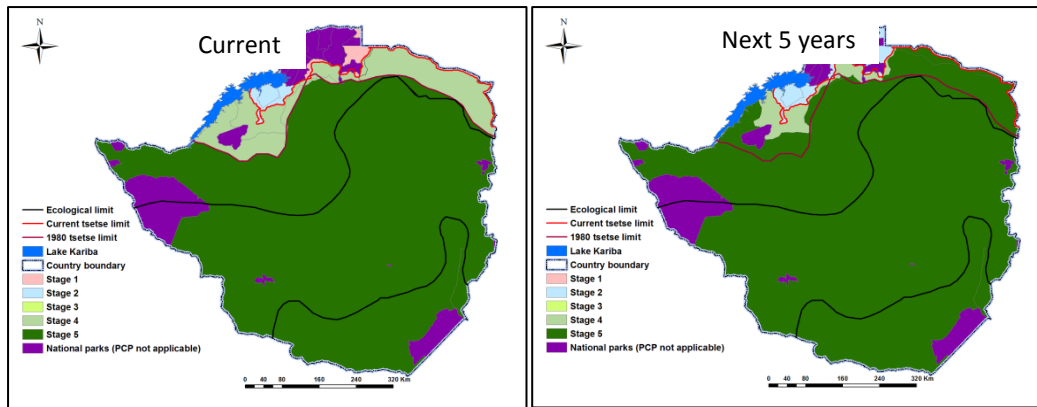 N
Current
Ecological limit
Current tsetse limit
1980 tsetse limit
Lake Kariba
Country boundary
Stage 1
Stage 2
Stage 3
Stage 4
Stage 5
National parks (PCP not applicable)
0 40 80 160 240 320 Km
N
Next 5 years
Ecological limit
Current tsetse limit
1980 tsetse limit
Lake Kariba
Country boundary
Stage 1
Stage 2
Stage 3
Stage 4
Stage 5
National parks (PCP not applicable)
0 40 80 160 240 320 Km